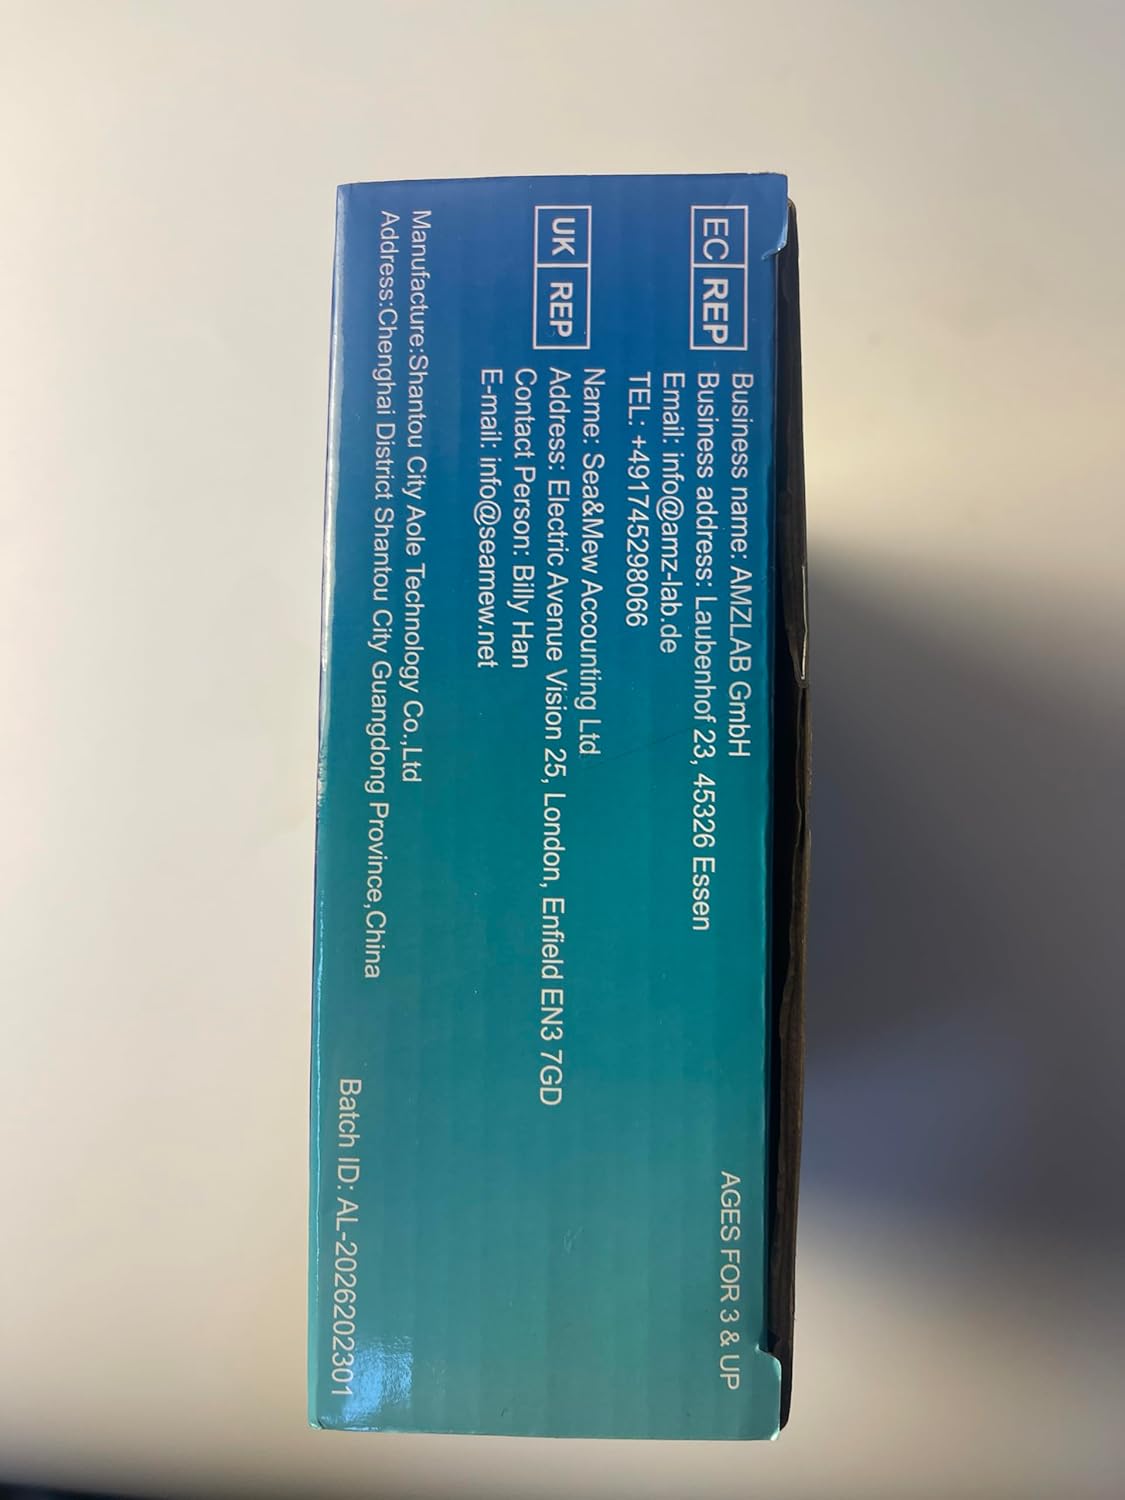 AGES FOR 3 & UP
EC REP
Business name: AMZLAB GmbH
Business address: Laubenhof 23, 45326 Essen
Email: info@amz-lab.de
TEL: +491745298066
UK REP
Name: Sea&Mew Accounting Ltd
Address: Electric Avenue Vision 25, London, Enfield EN3 7GD
Contact Person: Billy Han
E-mail: info@seamew.net
Manufacture:Shantou City Aole Technology Co.,Ltd
Address:Chenghai District Shantou City Guangdong Province,China
Batch ID: AL-2026202301